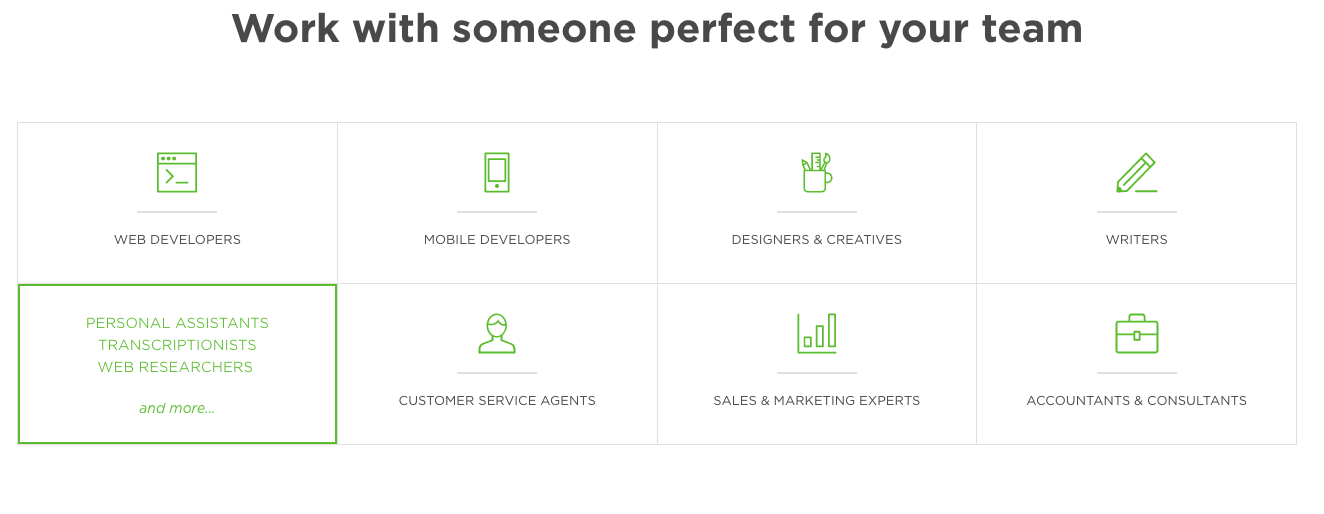 Work with someone perfect for your team
WEB DEVELOPERS
MOBILE DEVELOPERS
DESIGNERS & CREATIVES
WRITERS
PERSONAL ASSISTANTS
TRANSCRIPTIONISTS
WEB RESEARCHERS
and more...
CUSTOMER SERVICE AGENTS
SALES & MARKETING EXPERTS
ACCOUNTANTS & CONSULTANTS